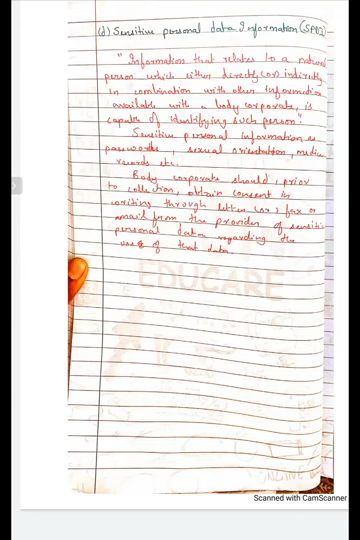 (d) Sensitive personal data Information (SPDI)
"Information that relates to a natural
person which either directly (or) indirectly
in combination with other information
available with a body corporate, is
capable of identifying such person."
Sensitive personal information is
passwords, sexual orientation, medical
records etc.
Body corporate should, prior
to collection, obtain consent in
writing through letter (or) fax or
email from the provider of sensitive
personal data regarding the
use of that data.
EDUCARE
Scanned with CamScanner